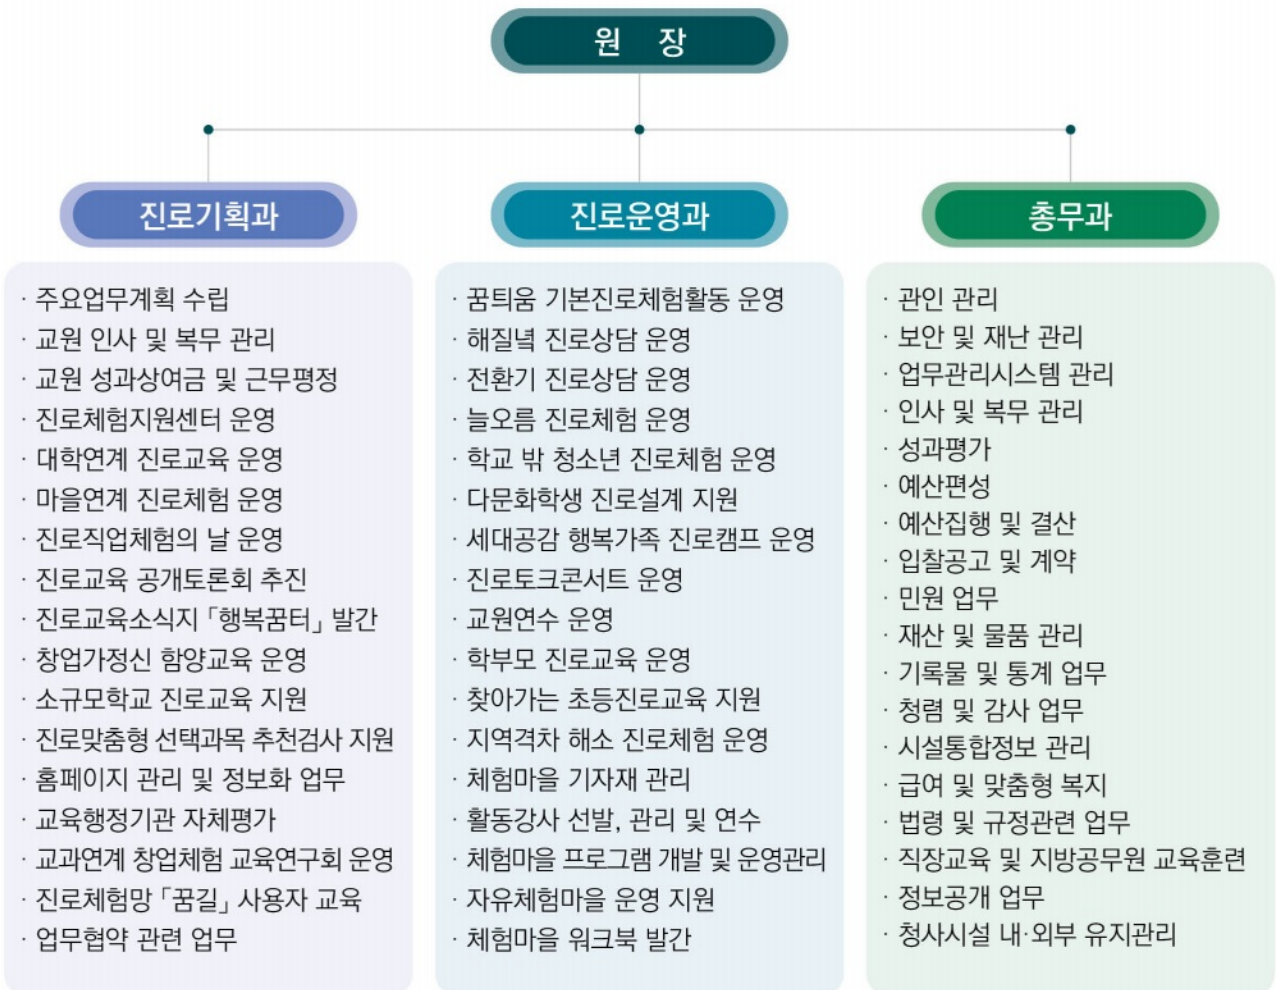 원 장
진로기획과
· 주요업무계획 수립
· 교원 인사 및 복무 관리
· 교원 성과상여금 및 근무평정
· 진로체험지원센터 운영
· 대학연계 진로교육 운영
· 마을연계 진로체험 운영
· 진로직업체험의 날 운영
· 진로교육 공개토론회 추진
· 진로교육소식지 「행복꿈터」 발간
· 창업가정신 함양교육 운영
· 소규모학교 진로교육 지원
· 진로맞춤형 선택과목 추천검사 지원
· 홈페이지 관리 및 정보화 업무
· 교육행정기관 자체평가
· 교과연계 창업체험 교육연구회 운영
· 진로체험망 「꿈길」 사용자 교육
· 업무협약 관련 업무
진로운영과
· 꿈틔움 기본진로체험활동 운영
· 해질녘 진로상담 운영
· 전환기 진로상담 운영
· 늘오름 진로체험 운영
· 학교 밖 청소년 진로체험 운영
· 다문화학생 진로설계 지원
· 세대공감 행복가족 진로캠프 운영
· 진로토크콘서트 운영
· 교원연수 운영
· 학부모 진로교육 운영
· 찾아가는 초등진로교육 지원
· 지역격차 해소 진로체험 운영
· 체험마을 기자재 관리
· 활동강사 선발, 관리 및 연수
· 체험마을 프로그램 개발 및 운영관리
· 자유체험마을 운영 지원
· 체험마을 워크북 발간
총무과
· 관인 관리
· 보안 및 재난 관리
· 업무관리시스템 관리
· 인사 및 복무 관리
· 성과평가
· 예산편성
· 예산집행 및 결산
· 입찰공고 및 계약
· 민원 업무
· 재산 및 물품 관리
· 기록물 및 통계 업무
· 청렴 및 감사 업무
· 시설통합정보 관리
· 급여 및 맞춤형 복지
· 법령 및 규정관련 업무
· 직장교육 및 지방공무원 교육훈련
· 정보공개 업무
· 청사시설 내·외부 유지관리